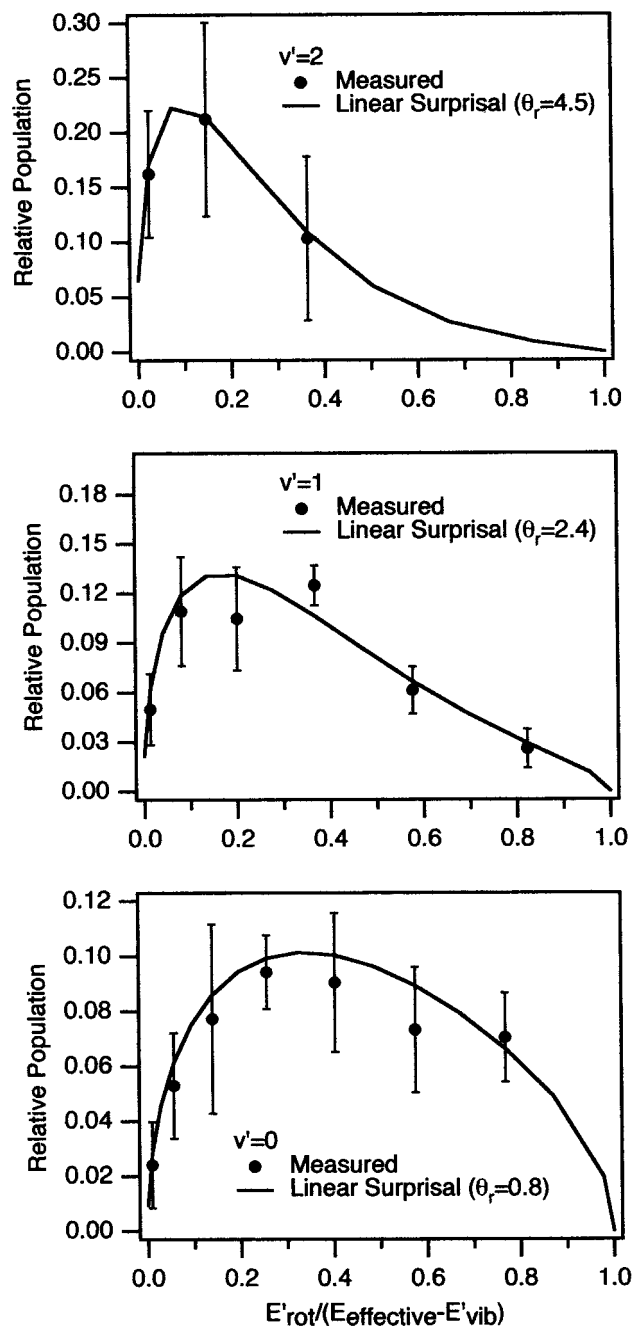 0.30
0.25
0.20
0.15
0.10
0.05
0.00
Relative Population
v'=2
Measured
Linear Surprisal (θr=4.5)
0.0 0.2 0.4 0.6 0.8 1.0
0.18
0.15
0.12
0.09
0.06
0.03
0.00
Relative Population
v'=1
Measured
Linear Surprisal (θr=2.4)
0.0 0.2 0.4 0.6 0.8 1.0
0.12
0.10
0.08
0.06
0.04
0.02
0.00
Relative Population
v'=0
Measured
Linear Surprisal (θr=0.8)
0.0 0.2 0.4 0.6 0.8 1.0
E'rot/(Eeffective-E'vib)